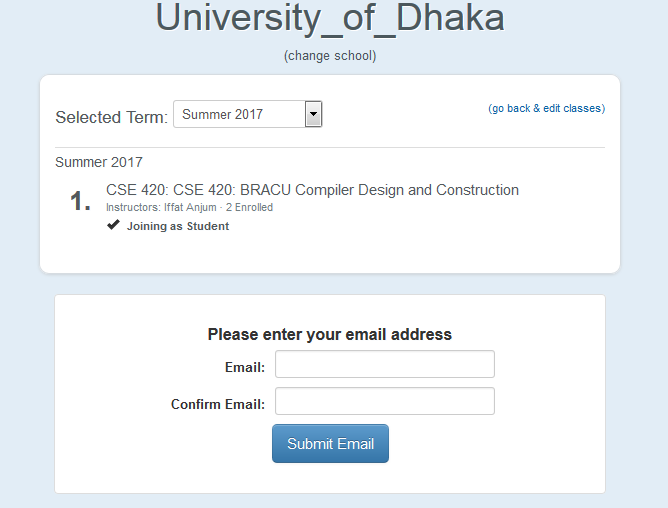 University_of_Dhaka
(change school)
Selected Term: Summer 2017 (go back & edit classes)
Summer 2017
1. CSE 420: CSE 420: BRACU Compiler Design and Construction
Instructors: Iffat Anjum · 2 Enrolled
Joining as Student
Please enter your email address
Email:
Confirm Email:
Submit Email